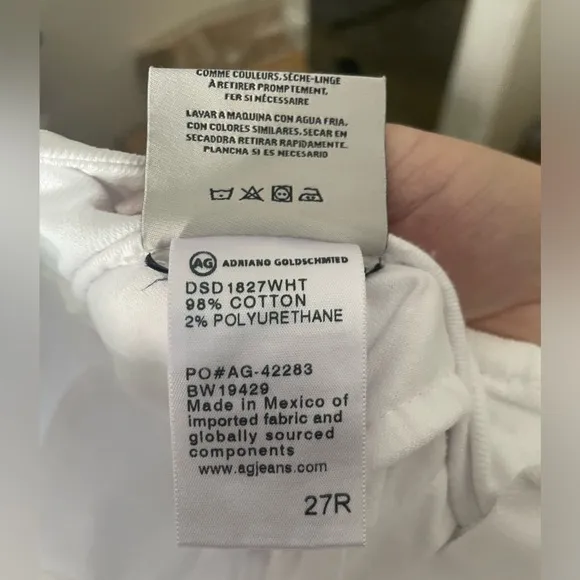 COMME COULEURS. SÈCHE-LINGE
À RETIRER PROMPTEMENT,
FER SI NÉCESSAIRE
LAVAR A MAQUINA CON AGUA FRIA.
CON COLORES SIMILARES. SECAR EN
SECADORA RETIRAR RAPIDAMENTE.
PLANCHA SI ES NECESARIO
AG ADRIANO GOLDSCHMIED
DSD1827WHT
98% COTTON
2% POLYURETHANE
PO#AG-42283
BW19429
Made in Mexico of
imported fabric and
globally sourced
components
www.agjeans.com
27R